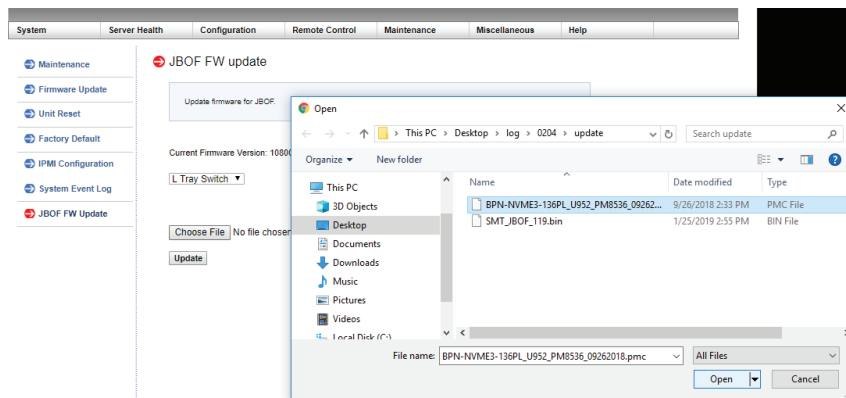 System Server Health Configuration Remote Control Maintenance Miscellaneous Help
Maintenance
Firmware Update
Unit Reset
Factory Default
IPMI Configuration
System Event Log
JBOF FW Update
JBOF FW update
Update firmware for JBOF.
Current Firmware Version: 1080
L Tray Switch
Choose File No file chosen
Update
Open
This PC > Desktop > log > 0204 > update
Search update
Organize New folder
This PC
3D Objects
Desktop
Documents
Downloads
Music
Pictures
Videos
Local Disk (C:)
Name Date modified Type
BPN-NVME3-136PL_U952_PM8536_09262... 9/26/2018 2:33 PM PMC File
SMT_JBOF_119.bin 1/25/2019 2:55 PM BIN File
File name: BPN-NVME3-136PL_U952_PM8536_09262018.pmc All Files
Open Cancel